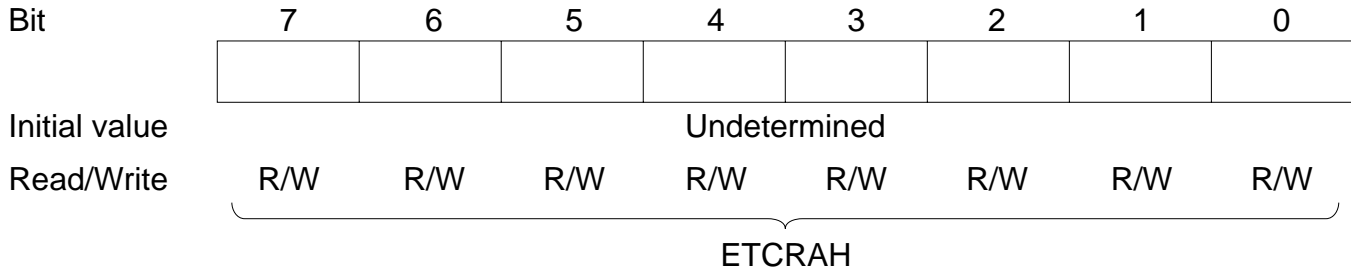 Bit 7 6 5 4 3 2 1 0
Initial value Undetermined
Read/Write R/W R/W R/W R/W R/W R/W R/W R/W
ETCRAH